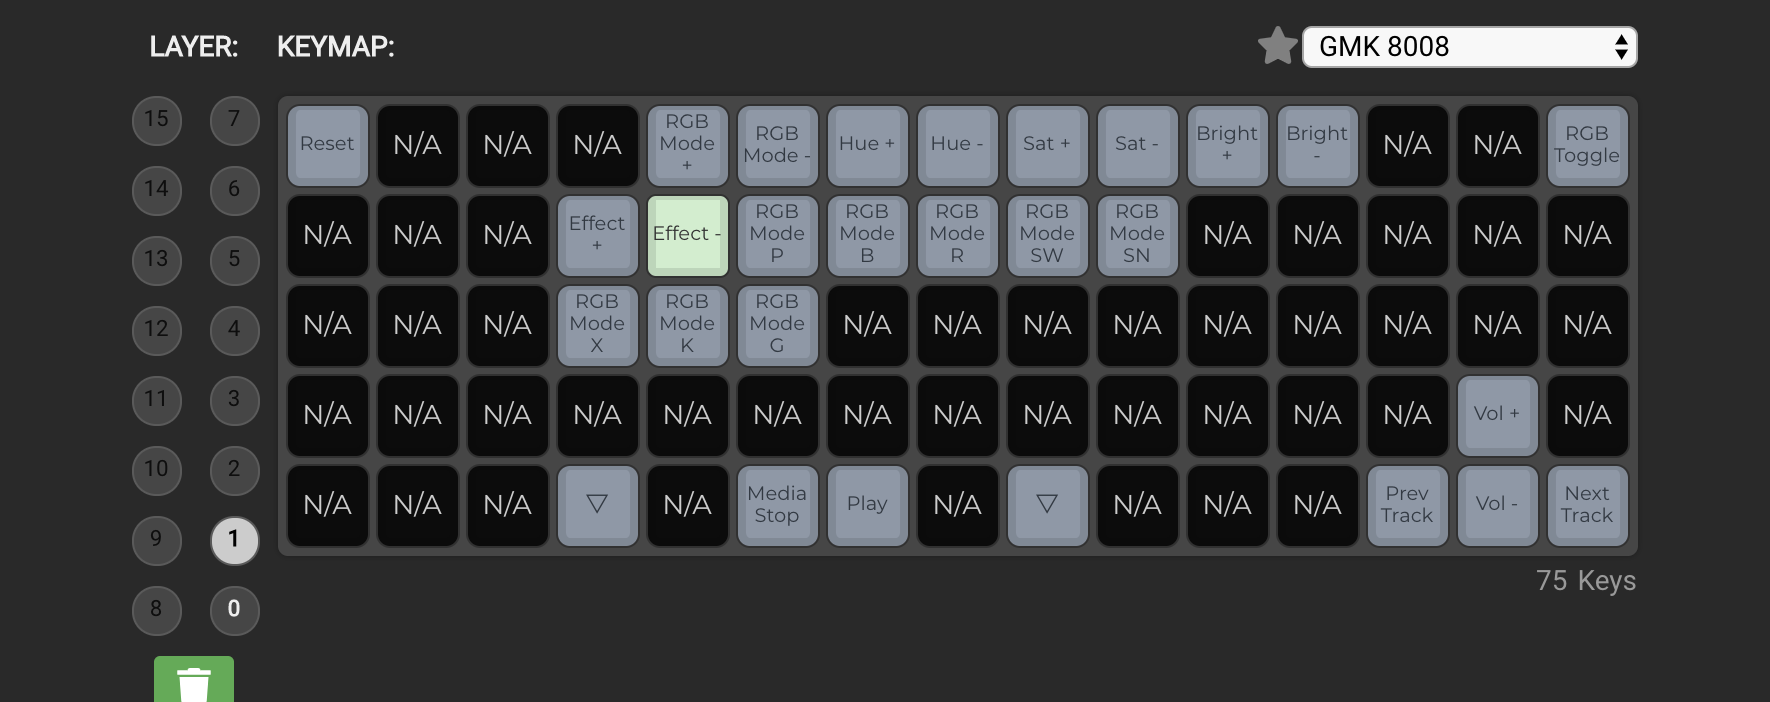 LAYER: KEYMAP: GMK 8008
15 7
14 6
13 5
12 4
11 3
10 2
9 1
8 0
Reset N/A N/A N/A RGB Mode + RGB Mode - Hue + Hue - Sat + Sat - Bright + Bright - N/A N/A RGB Toggle
N/A N/A N/A Effect + Effect - RGB Mode P RGB Mode B RGB Mode R RGB Mode SW RGB Mode SN N/A N/A N/A N/A N/A
N/A N/A N/A RGB Mode X RGB Mode K RGB Mode G N/A N/A N/A N/A N/A N/A N/A N/A N/A
N/A N/A N/A N/A N/A N/A N/A N/A N/A N/A N/A N/A N/A Vol + N/A
N/A N/A N/A ▽ N/A Media Stop Play N/A ▽ N/A N/A N/A Prev Track Vol - Next Track
75 Keys